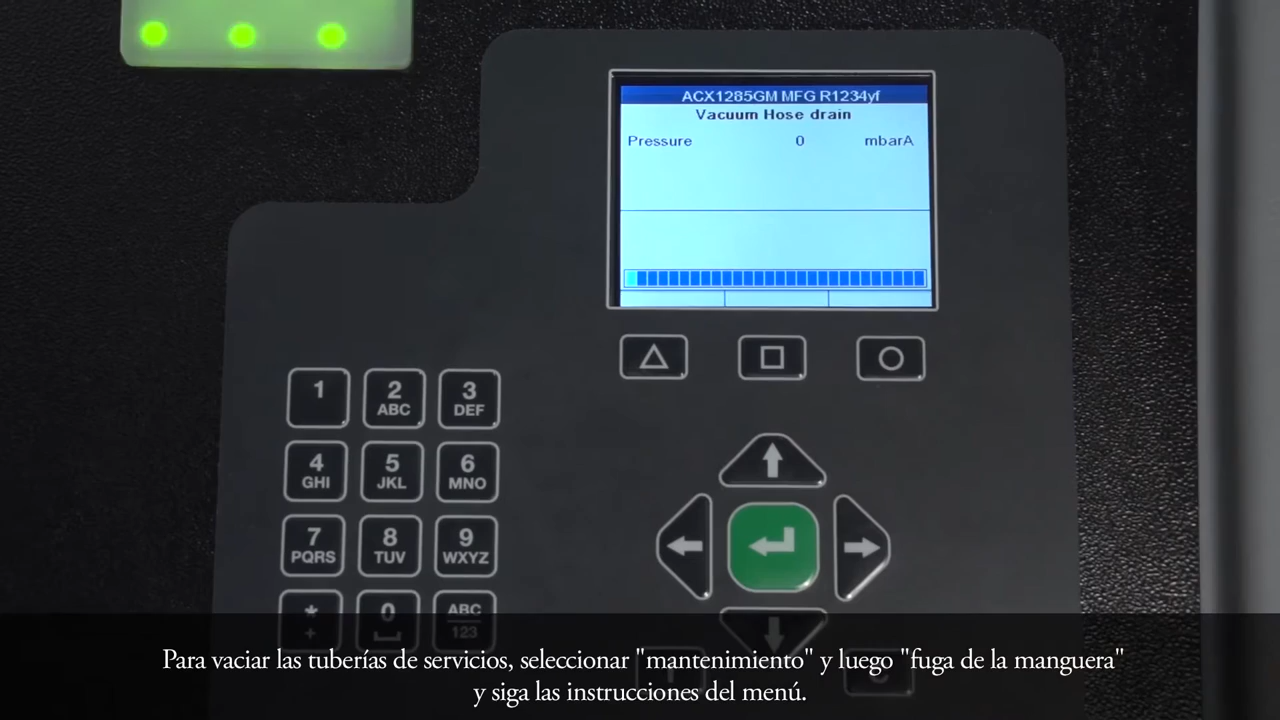 ACX1285GM MFG R1234yf
Vacuum Hose drain
Pressure 0 mbarA
1
2 ABC
3 DEF
4 GHI
5 JKL
6 MNO
7 PQRS
8 TUV
9 WXYZ
* +
0
ABC 123
Para vaciar las tuberías de servicios, seleccionar "mantenimiento" y luego "fuga de la manguera"
y siga las instrucciones del menú.